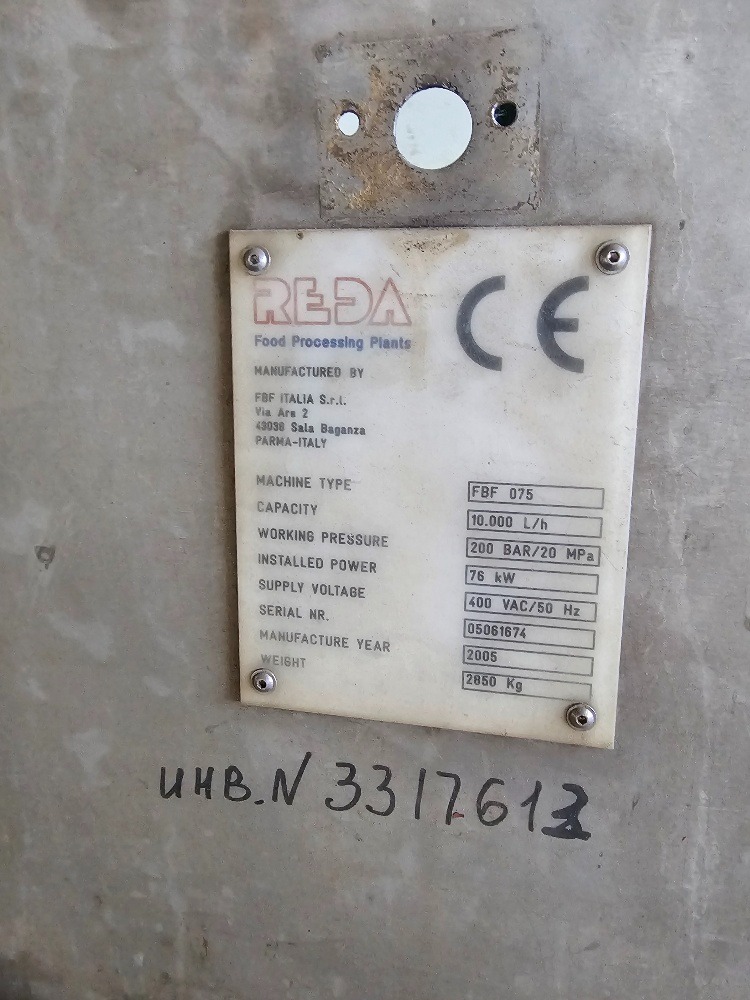 REDA
CE
Food Processing Plants
MANUFACTURED BY
FBF ITALIA S.r.l.
Via Are 2
43038 Sala Baganza
PARMA-ITALY
MACHINE TYPE FBF 075
CAPACITY 10.000 L/h
WORKING PRESSURE 200 BAR/20 MPa
INSTALLED POWER 76 kW
SUPPLY VOLTAGE 400 VAC/50 Hz
SERIAL NR. 05061674
MANUFACTURE YEAR 2005
WEIGHT 2850 Kg
ИНВ.N